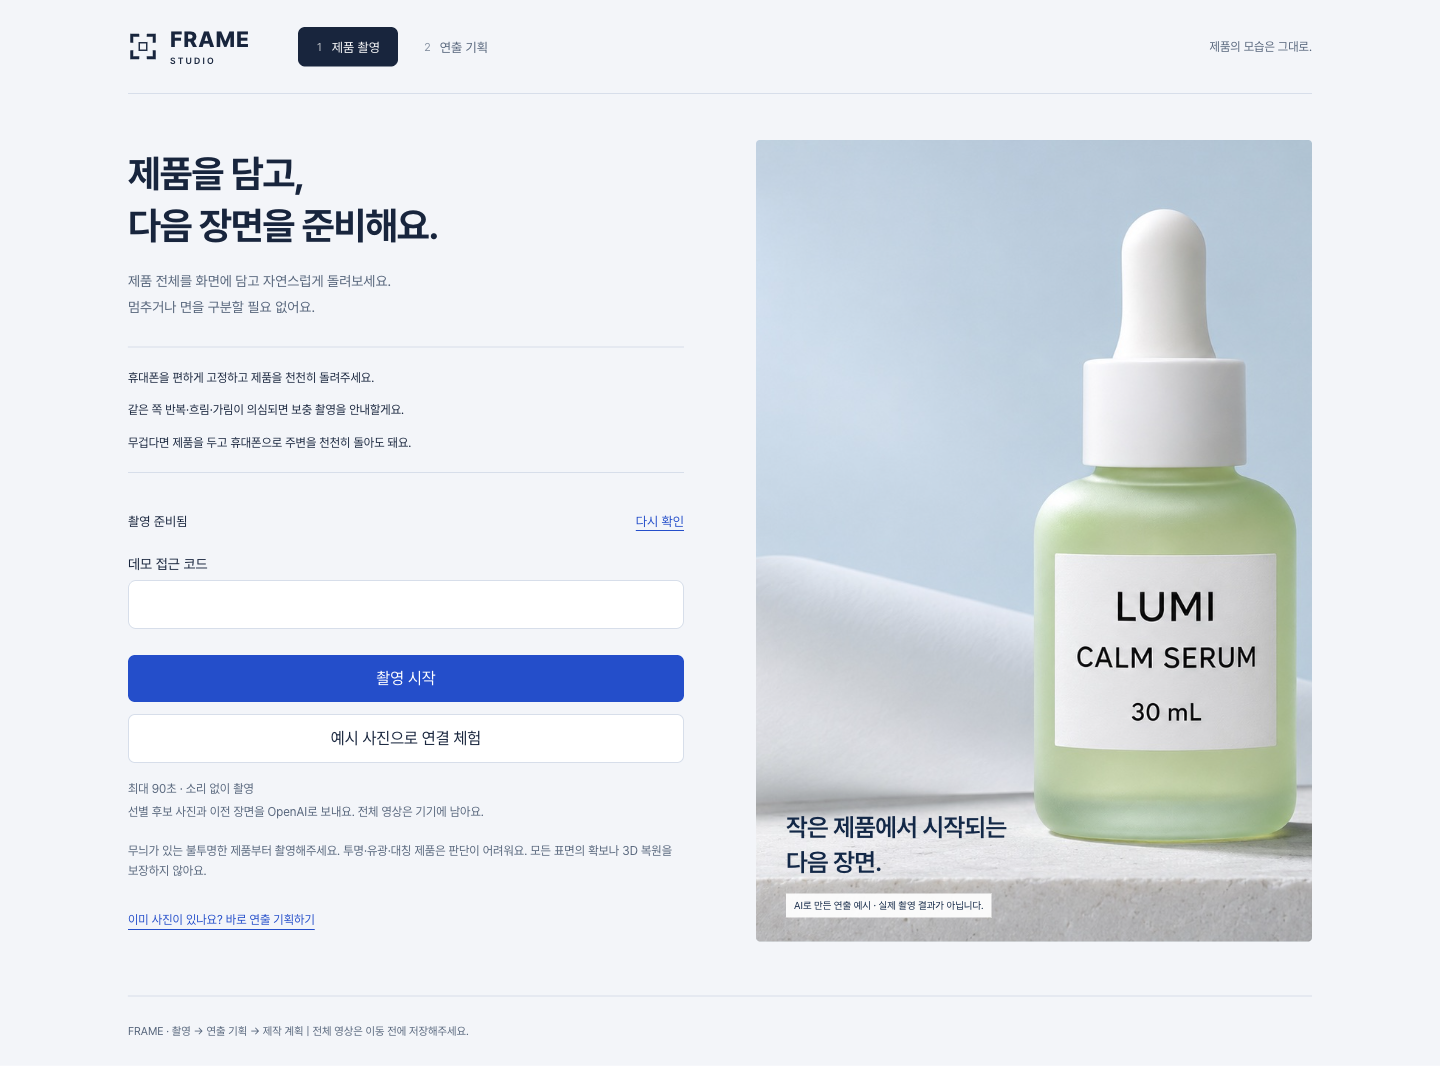 FRAME
STUDIO
1 제품 촬영
2 연출 기획
제품의 모습은 그대로.
제품을 담고,
다음 장면을 준비해요.
제품 전체를 화면에 담고 자연스럽게 돌려보세요.
멈추거나 면을 구분할 필요 없어요.
휴대폰을 편하게 고정하고 제품을 천천히 돌려주세요.
같은 쪽 반복·흐림·가림이 의심되면 보충 촬영을 안내할게요.
무겁다면 제품을 두고 휴대폰으로 주변을 천천히 돌아도 돼요.
촬영 준비됨
다시 확인
데모 접근 코드
촬영 시작
예시 사진으로 연결 체험
최대 90초 · 소리 없이 촬영
선별 후보 사진과 이전 장면을 OpenAI로 보내요. 전체 영상은 기기에 남아요.
무늬가 있는 불투명한 제품부터 촬영해주세요. 투명·유광·대칭 제품은 판단이 어려워요. 모든 표면의 확보나 3D 복원을
보장하지 않아요.
이미 사진이 있나요? 바로 연출 기획하기
LUMI
CALM SERUM
30 mL
작은 제품에서 시작되는
다음 장면.
AI로 만든 연출 예시 · 실제 촬영 결과가 아닙니다.
FRAME · 촬영 → 연출 기획 → 제작 계획 | 전체 영상은 이동 전에 저장해주세요.